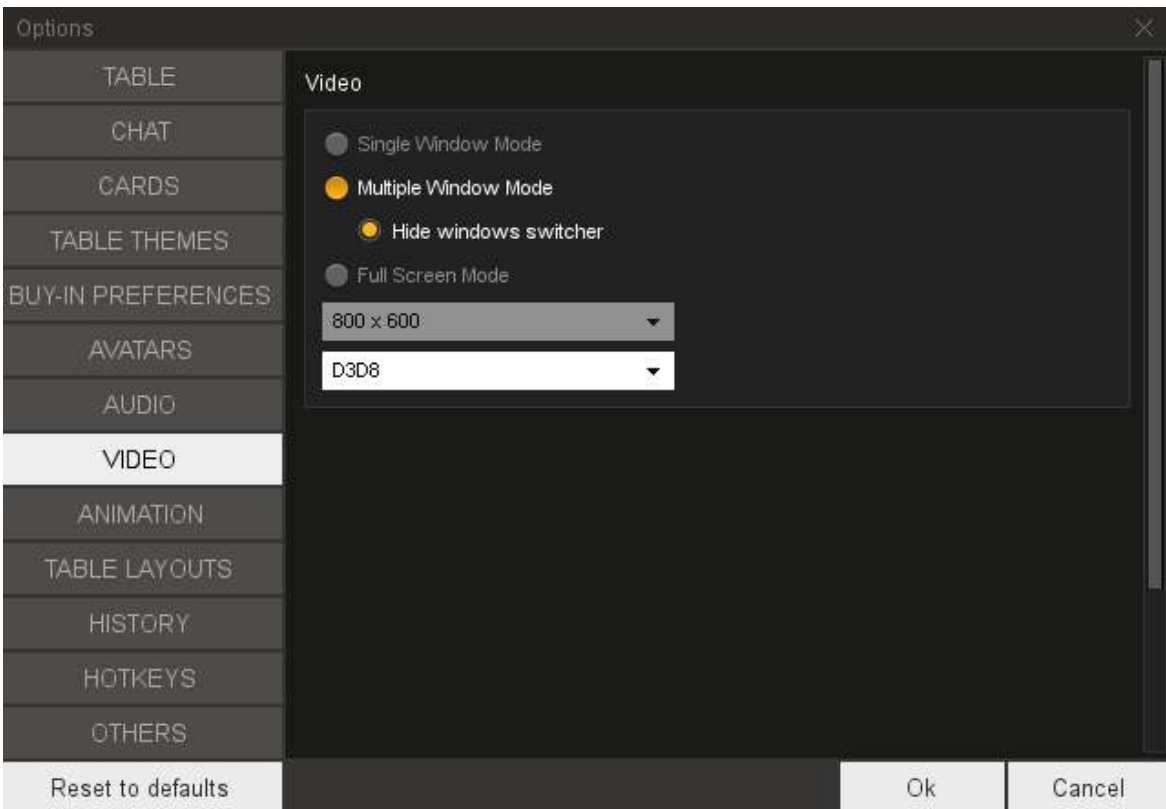 Options
TABLE
CHAT
CARDS
TABLE THEMES
BUY-IN PREFERENCES
AVATARS
AUDIO
VIDEO
ANIMATION
TABLE LAYOUTS
HISTORY
HOTKEYS
OTHERS
Reset to defaults
Video
Single Window Mode
Multiple Window Mode
Hide windows switcher
Full Screen Mode
800 x 600
D3D8
Ok
Cancel